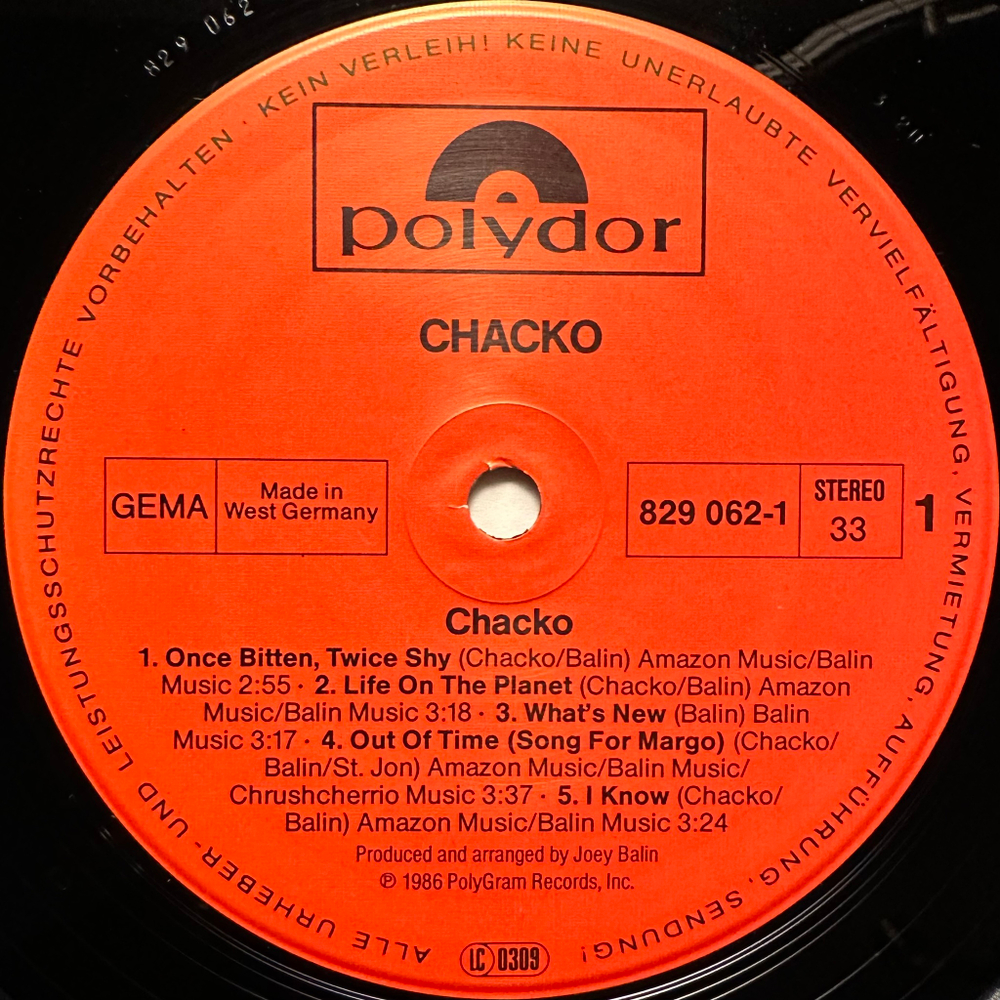 829 062
ALLE URHEBER- UND LEISTUNGSSCHUTZRECHTE VORBEHALTEN · KEIN VERLEIH! KEINE UNERLAUBTE VERVIELFÄLTIGUNG, VERMIETUNG, AUFFÜHRUNG, SENDUNG!
polydor
CHACKO
GEMA
Made in
West Germany
829 062-1
STEREO
33
1
Chacko
1. Once Bitten, Twice Shy (Chacko/Balin) Amazon Music/Balin
Music 2:55 · 2. Life On The Planet (Chacko/Balin) Amazon
Music/Balin Music 3:18 · 3. What's New (Balin) Balin
Music 3:17 · 4. Out Of Time (Song For Margo) (Chacko/
Balin/St. Jon) Amazon Music/Balin Music/
Chrushcherrio Music 3:37 · 5. I Know (Chacko/
Balin) Amazon Music/Balin Music 3:24
Produced and arranged by Joey Balin
℗ 1986 PolyGram Records, Inc.
LC 0309